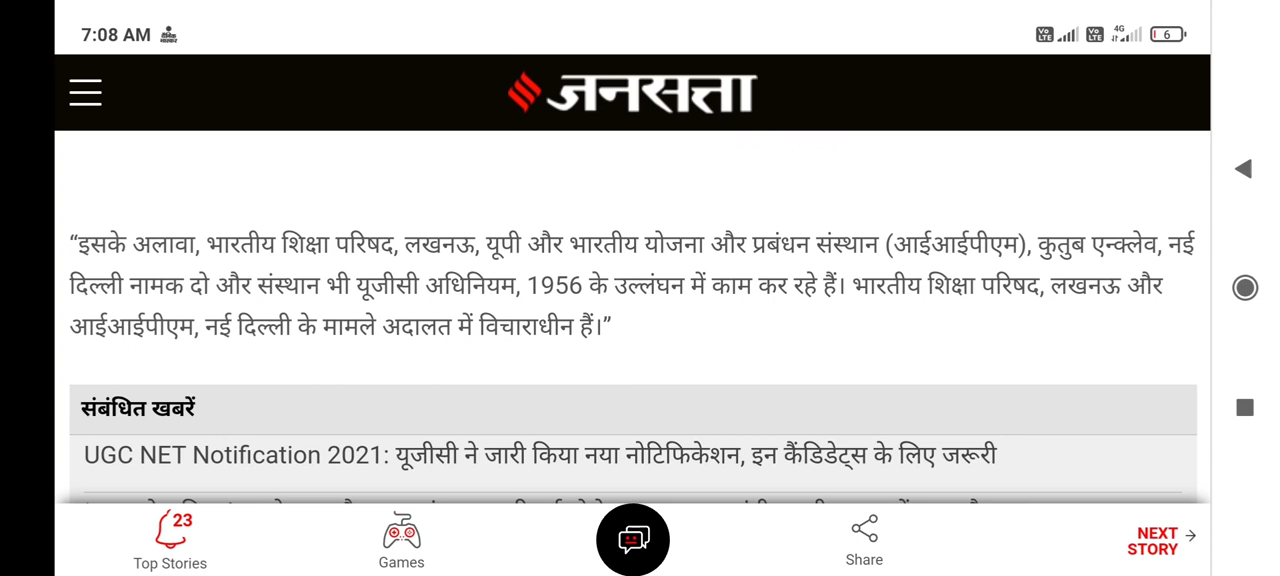 7:08 AM
4G
6
जनसत्ता
“इसके अलावा, भारतीय शिक्षा परिषद, लखनऊ, यूपी और भारतीय योजना और प्रबंधन संस्थान (आईआईपीएम), कुतुब एन्क्लेव, नई
दिल्ली नामक दो और संस्थान भी यूजीसी अधिनियम, 1956 के उल्लंघन में काम कर रहे हैं। भारतीय शिक्षा परिषद, लखनऊ और
आईआईपीएम, नई दिल्ली के मामले अदालत में विचाराधीन हैं।”
संबंधित खबरें
UGC NET Notification 2021: यूजीसी ने जारी किया नया नोटिफिकेशन, इन कैंडिडेट्स के लिए जरूरी
23
Top Stories
Games
Share
NEXT
STORY